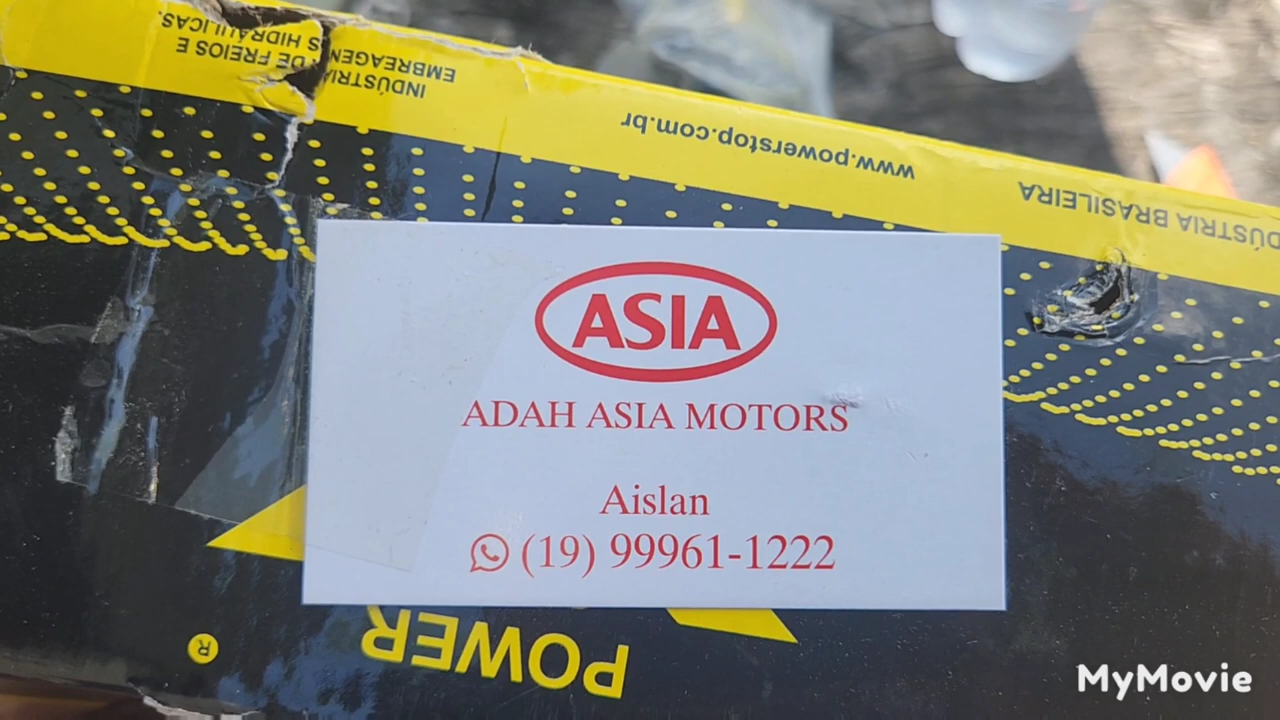 INDÚSTRIA DE FREIOS E
EMBREAGENS HIDRÁULICAS.
www.powerstop.com.br
INDÚSTRIA BRASILEIRA
ASIA
ADAH ASIA MOTORS
Aislan
(19) 99961-1222
POWER
®
MyMovie